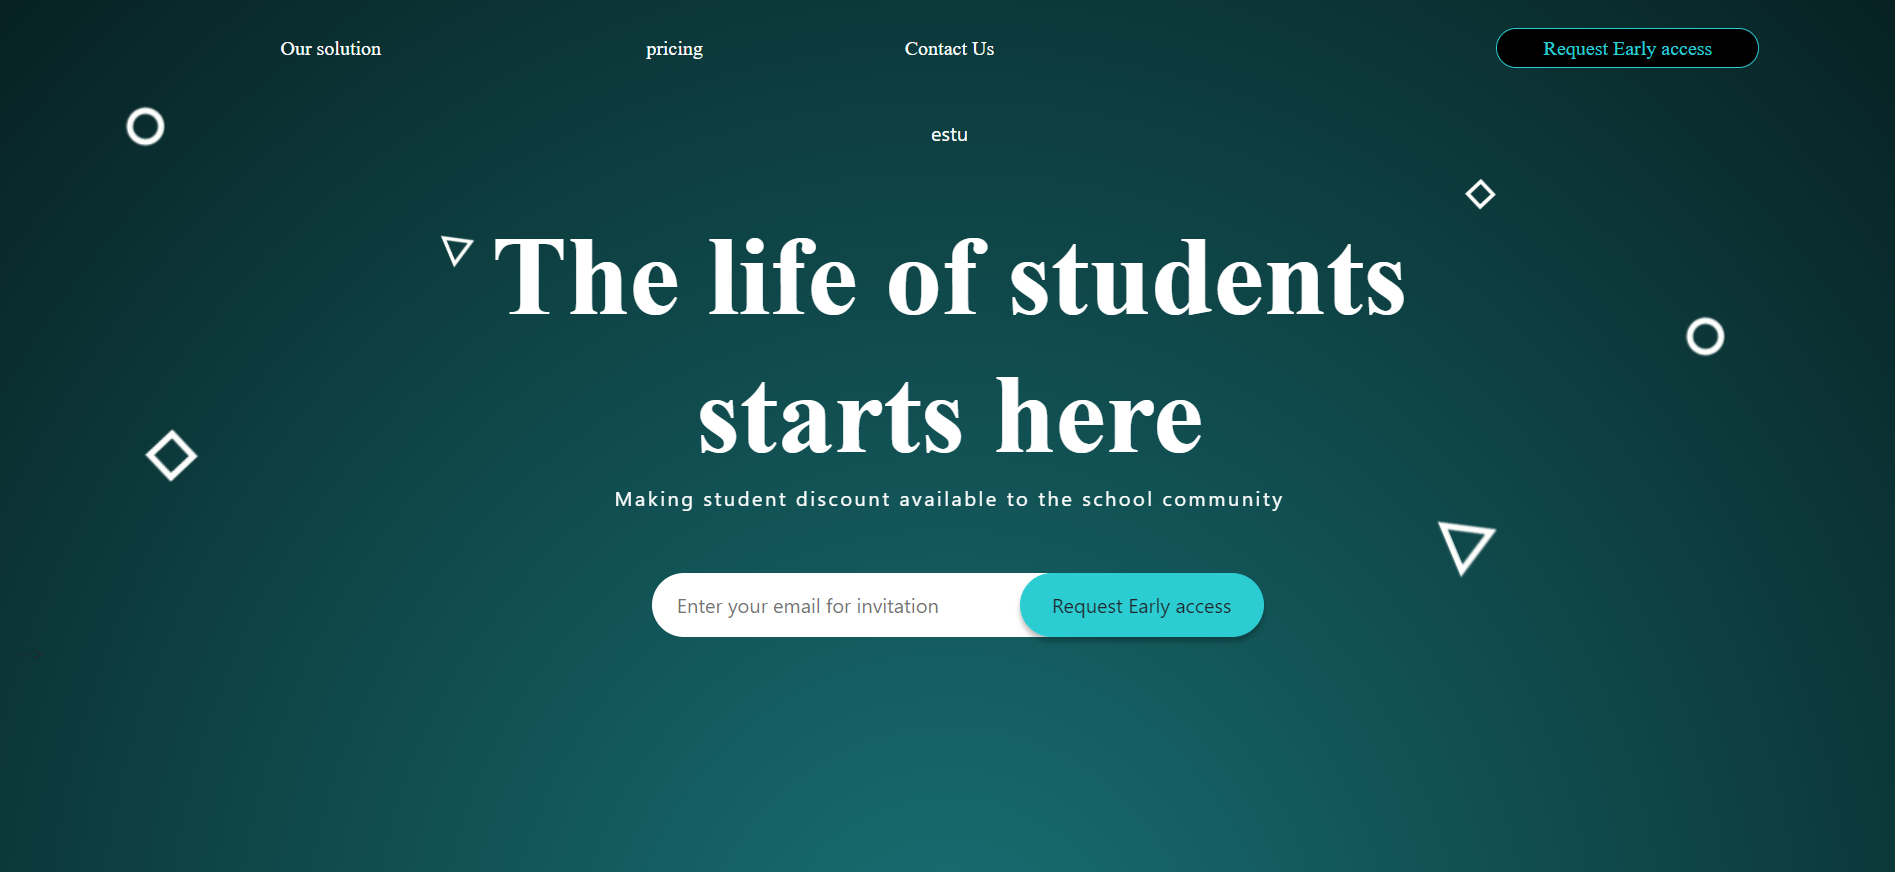 Our solution pricing Contact Us Request Early access
estu
The life of students
starts here
Making student discount available to the school community
Enter your email for invitation Request Early access
-->